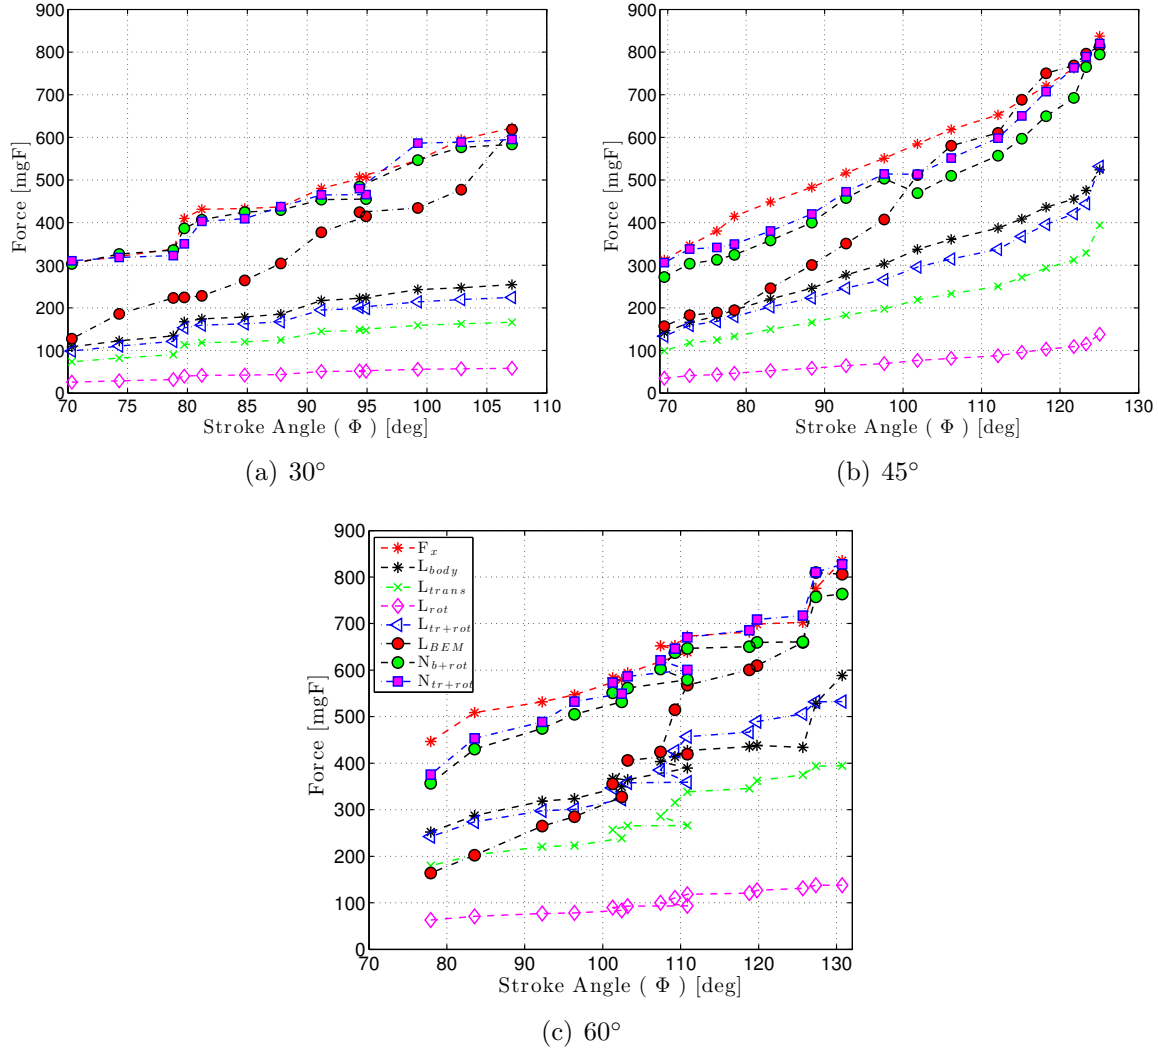 900
800
700
600
500
400
300
200
100
0
Force [mgF]
70 75 80 85 90 95 100 105 110
Stroke Angle ( Φ ) [deg]
(a) 30°
900
800
700
600
500
400
300
200
100
0
Force [mgF]
70 80 90 100 110 120 130
Stroke Angle ( Φ ) [deg]
(b) 45°
900
800
700
600
500
400
300
200
100
0
Force [mgF]
F_x
L_body
L_trans
L_rot
L_tr+rot
L_BEM
N_b+rot
N_tr+rot
70 80 90 100 110 120 130
Stroke Angle ( Φ ) [deg]
(c) 60°